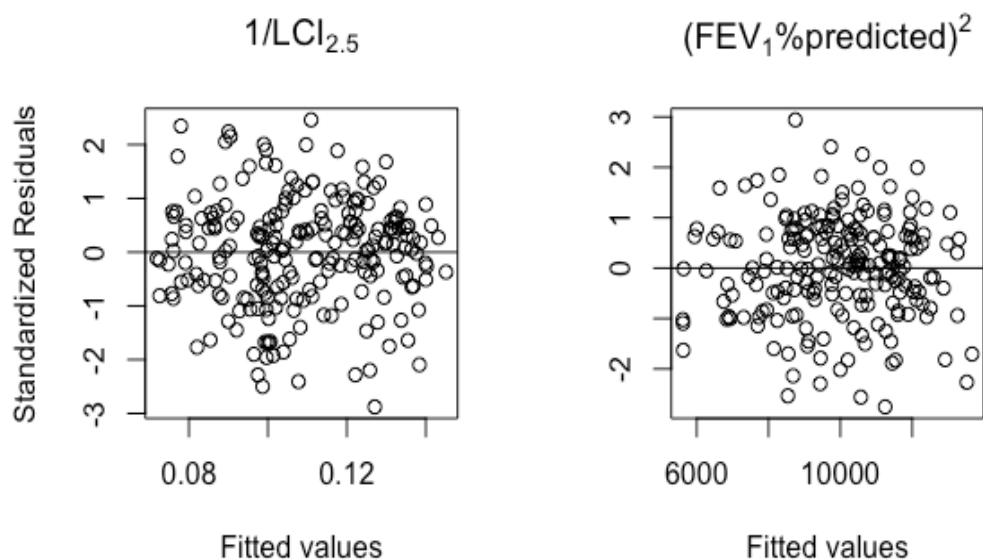 1/LCI₂.₅
Standardized Residuals
2
1
0
-1
-2
-3
0.08 0.12
Fitted values
(FEV₁%predicted)²
3
2
1
0
-2
6000 10000
Fitted values